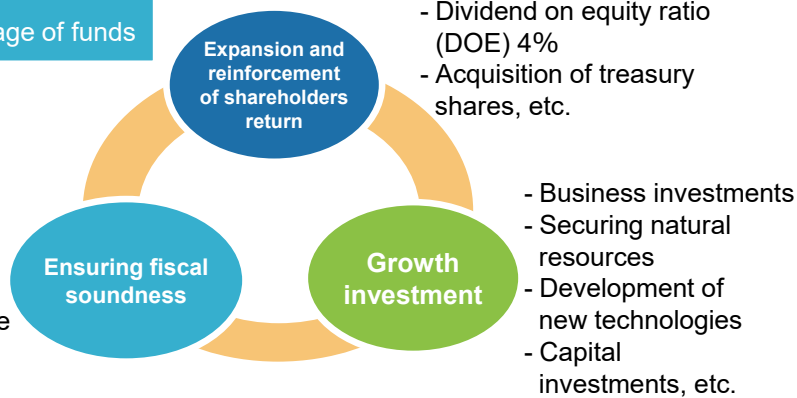 of funds
- Dividend on equity ratio
(DOE) 4%
- Acquisition of treasury
shares, etc.
Expansion and
reinforcement
of shareholders
return
- Business investments
- Securing natural
resources
- Development of
new technologies
- Capital
investments, etc.
Growth
investment
Ensuring fiscal
soundness